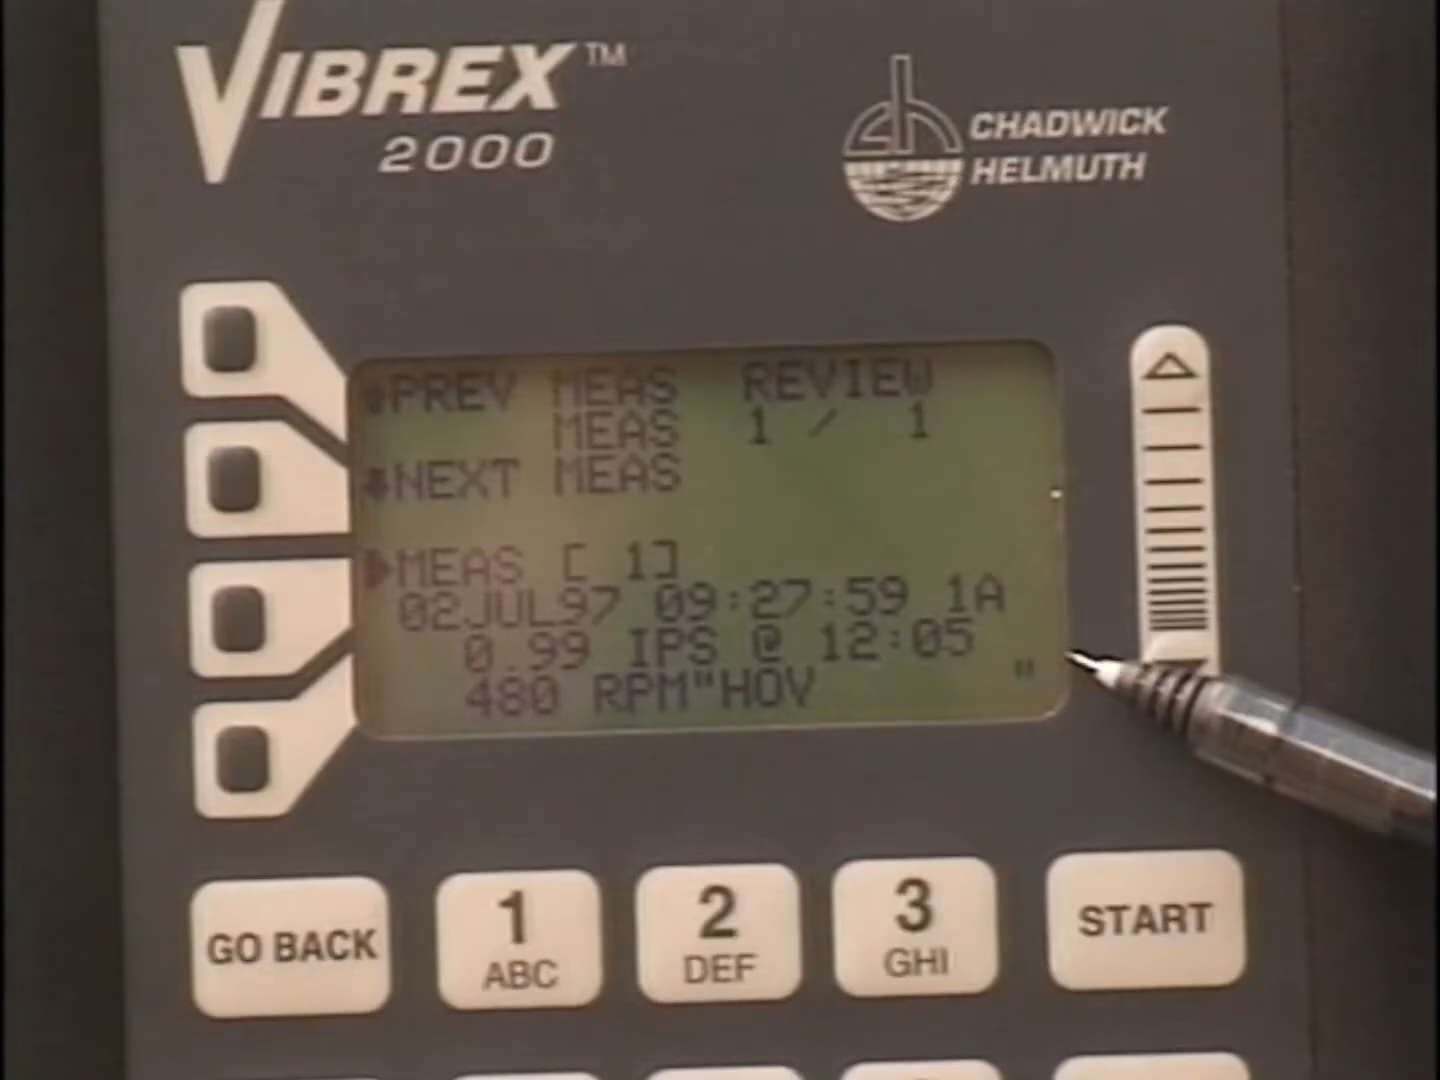 VIBREX™
2000
CHADWICK
HELMUTH
PREV MEAS REVIEW
MEAS 1 / 1
NEXT MEAS
MEAS [ 1]
02JUL97 09:27:59 1A
0.99 IPS @ 12:05
480 RPM"HOV "
GO BACK
1
ABC
2
DEF
3
GHI
START